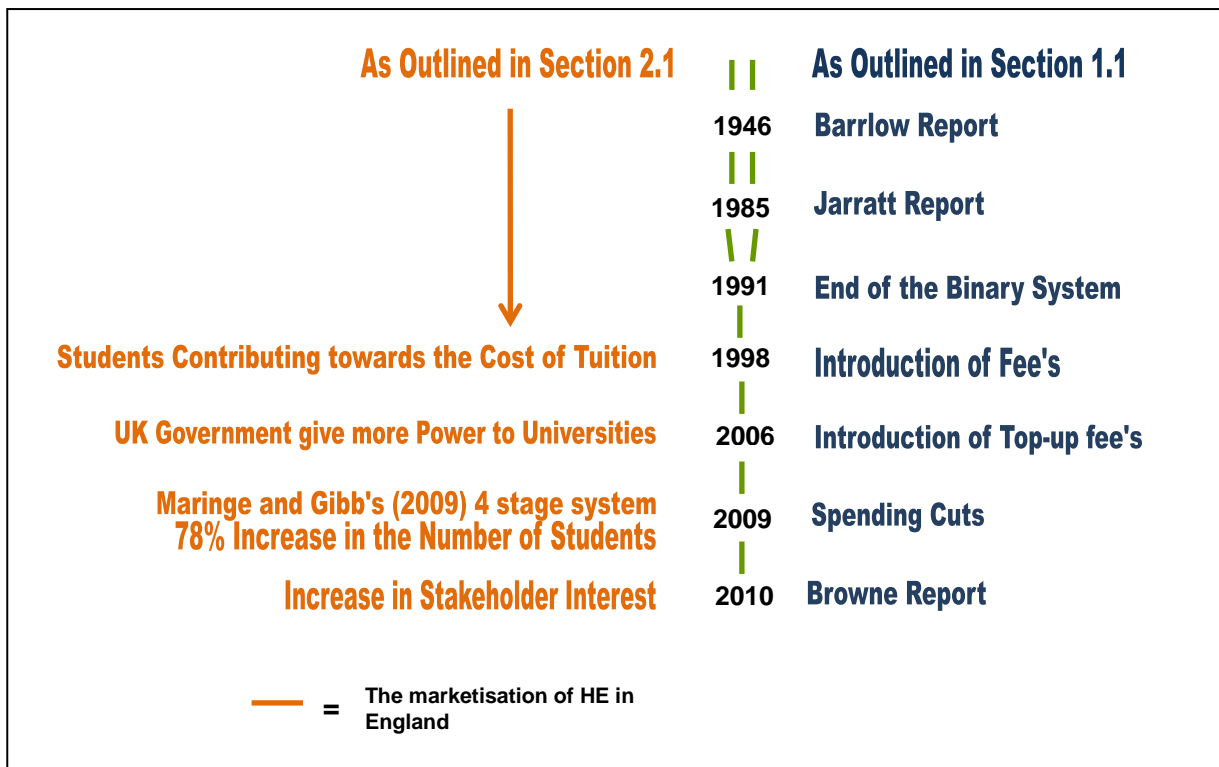 As Outlined in Section 2.1
As Outlined in Section 1.1
1946
Barrlow Report
1985
Jarratt Report
1991
End of the Binary System
Students Contributing towards the Cost of Tuition
1998
Introduction of Fee's
UK Government give more Power to Universities
2006
Introduction of Top-up fee's
Maringe and Gibb's (2009) 4 stage system
78% Increase in the Number of Students
2009
Spending Cuts
Increase in Stakeholder Interest
2010
Browne Report
= The marketisation of HE in
England